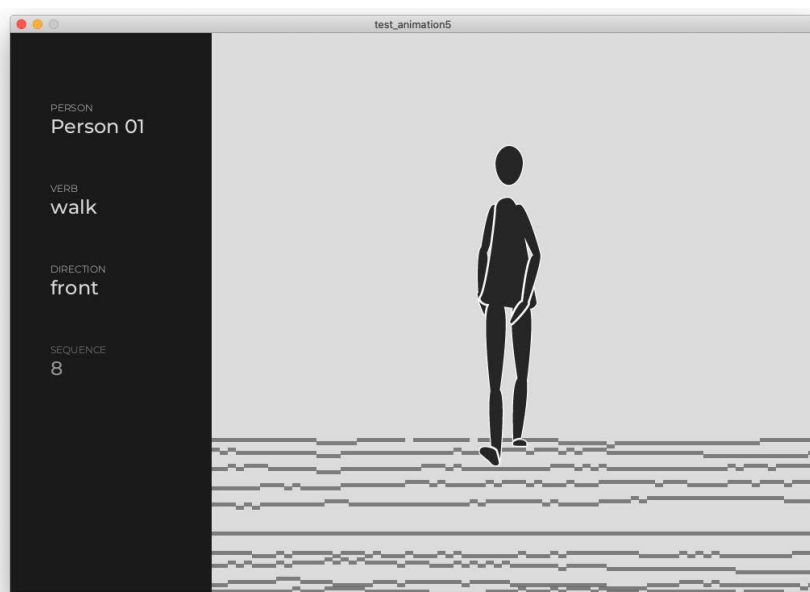 test_animation5
PERSON
Person 01
VERB
walk
DIRECTION
front
SEQUENCE
8